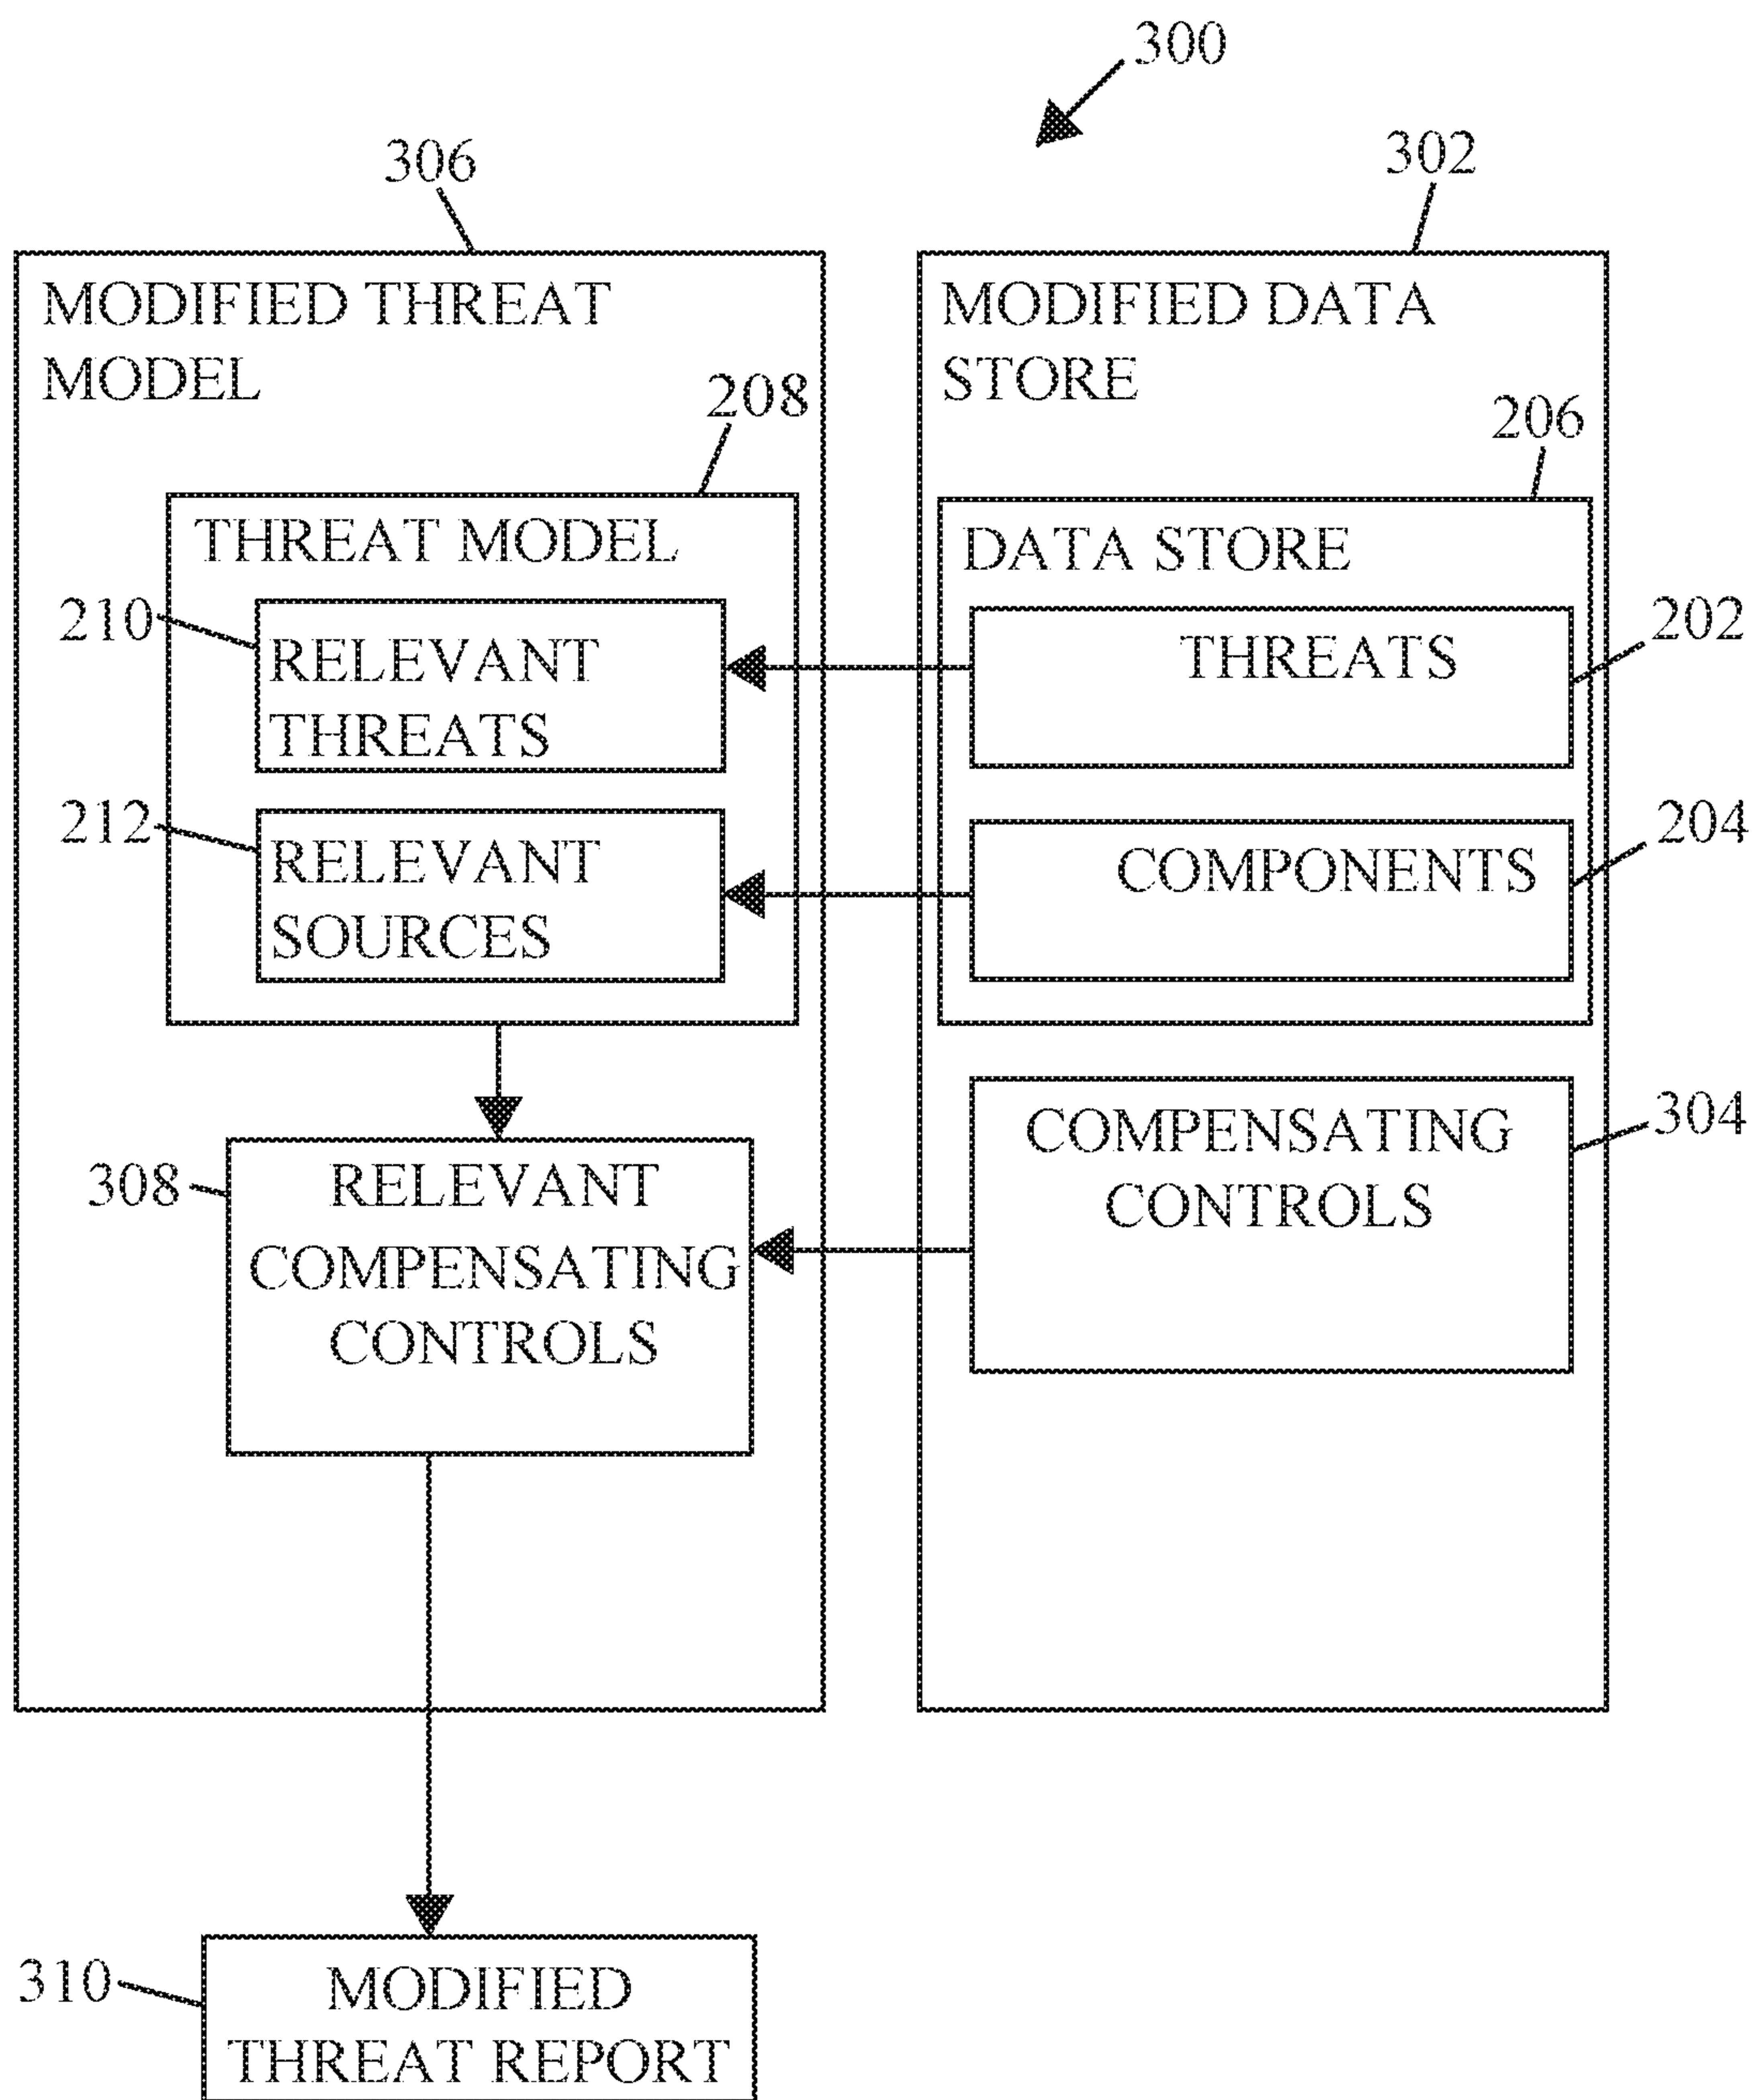 300
306
302
MODIFIED THREAT
MODEL
MODIFIED DATA
STORE
208
206
THREAT MODEL
DATA STORE
210
RELEVANT
THREATS
THREATS
202
212
RELEVANT
SOURCES
COMPONENTS
204
308
RELEVANT
COMPENSATING
CONTROLS
COMPENSATING
CONTROLS
304
310
MODIFIED
THREAT REPORT